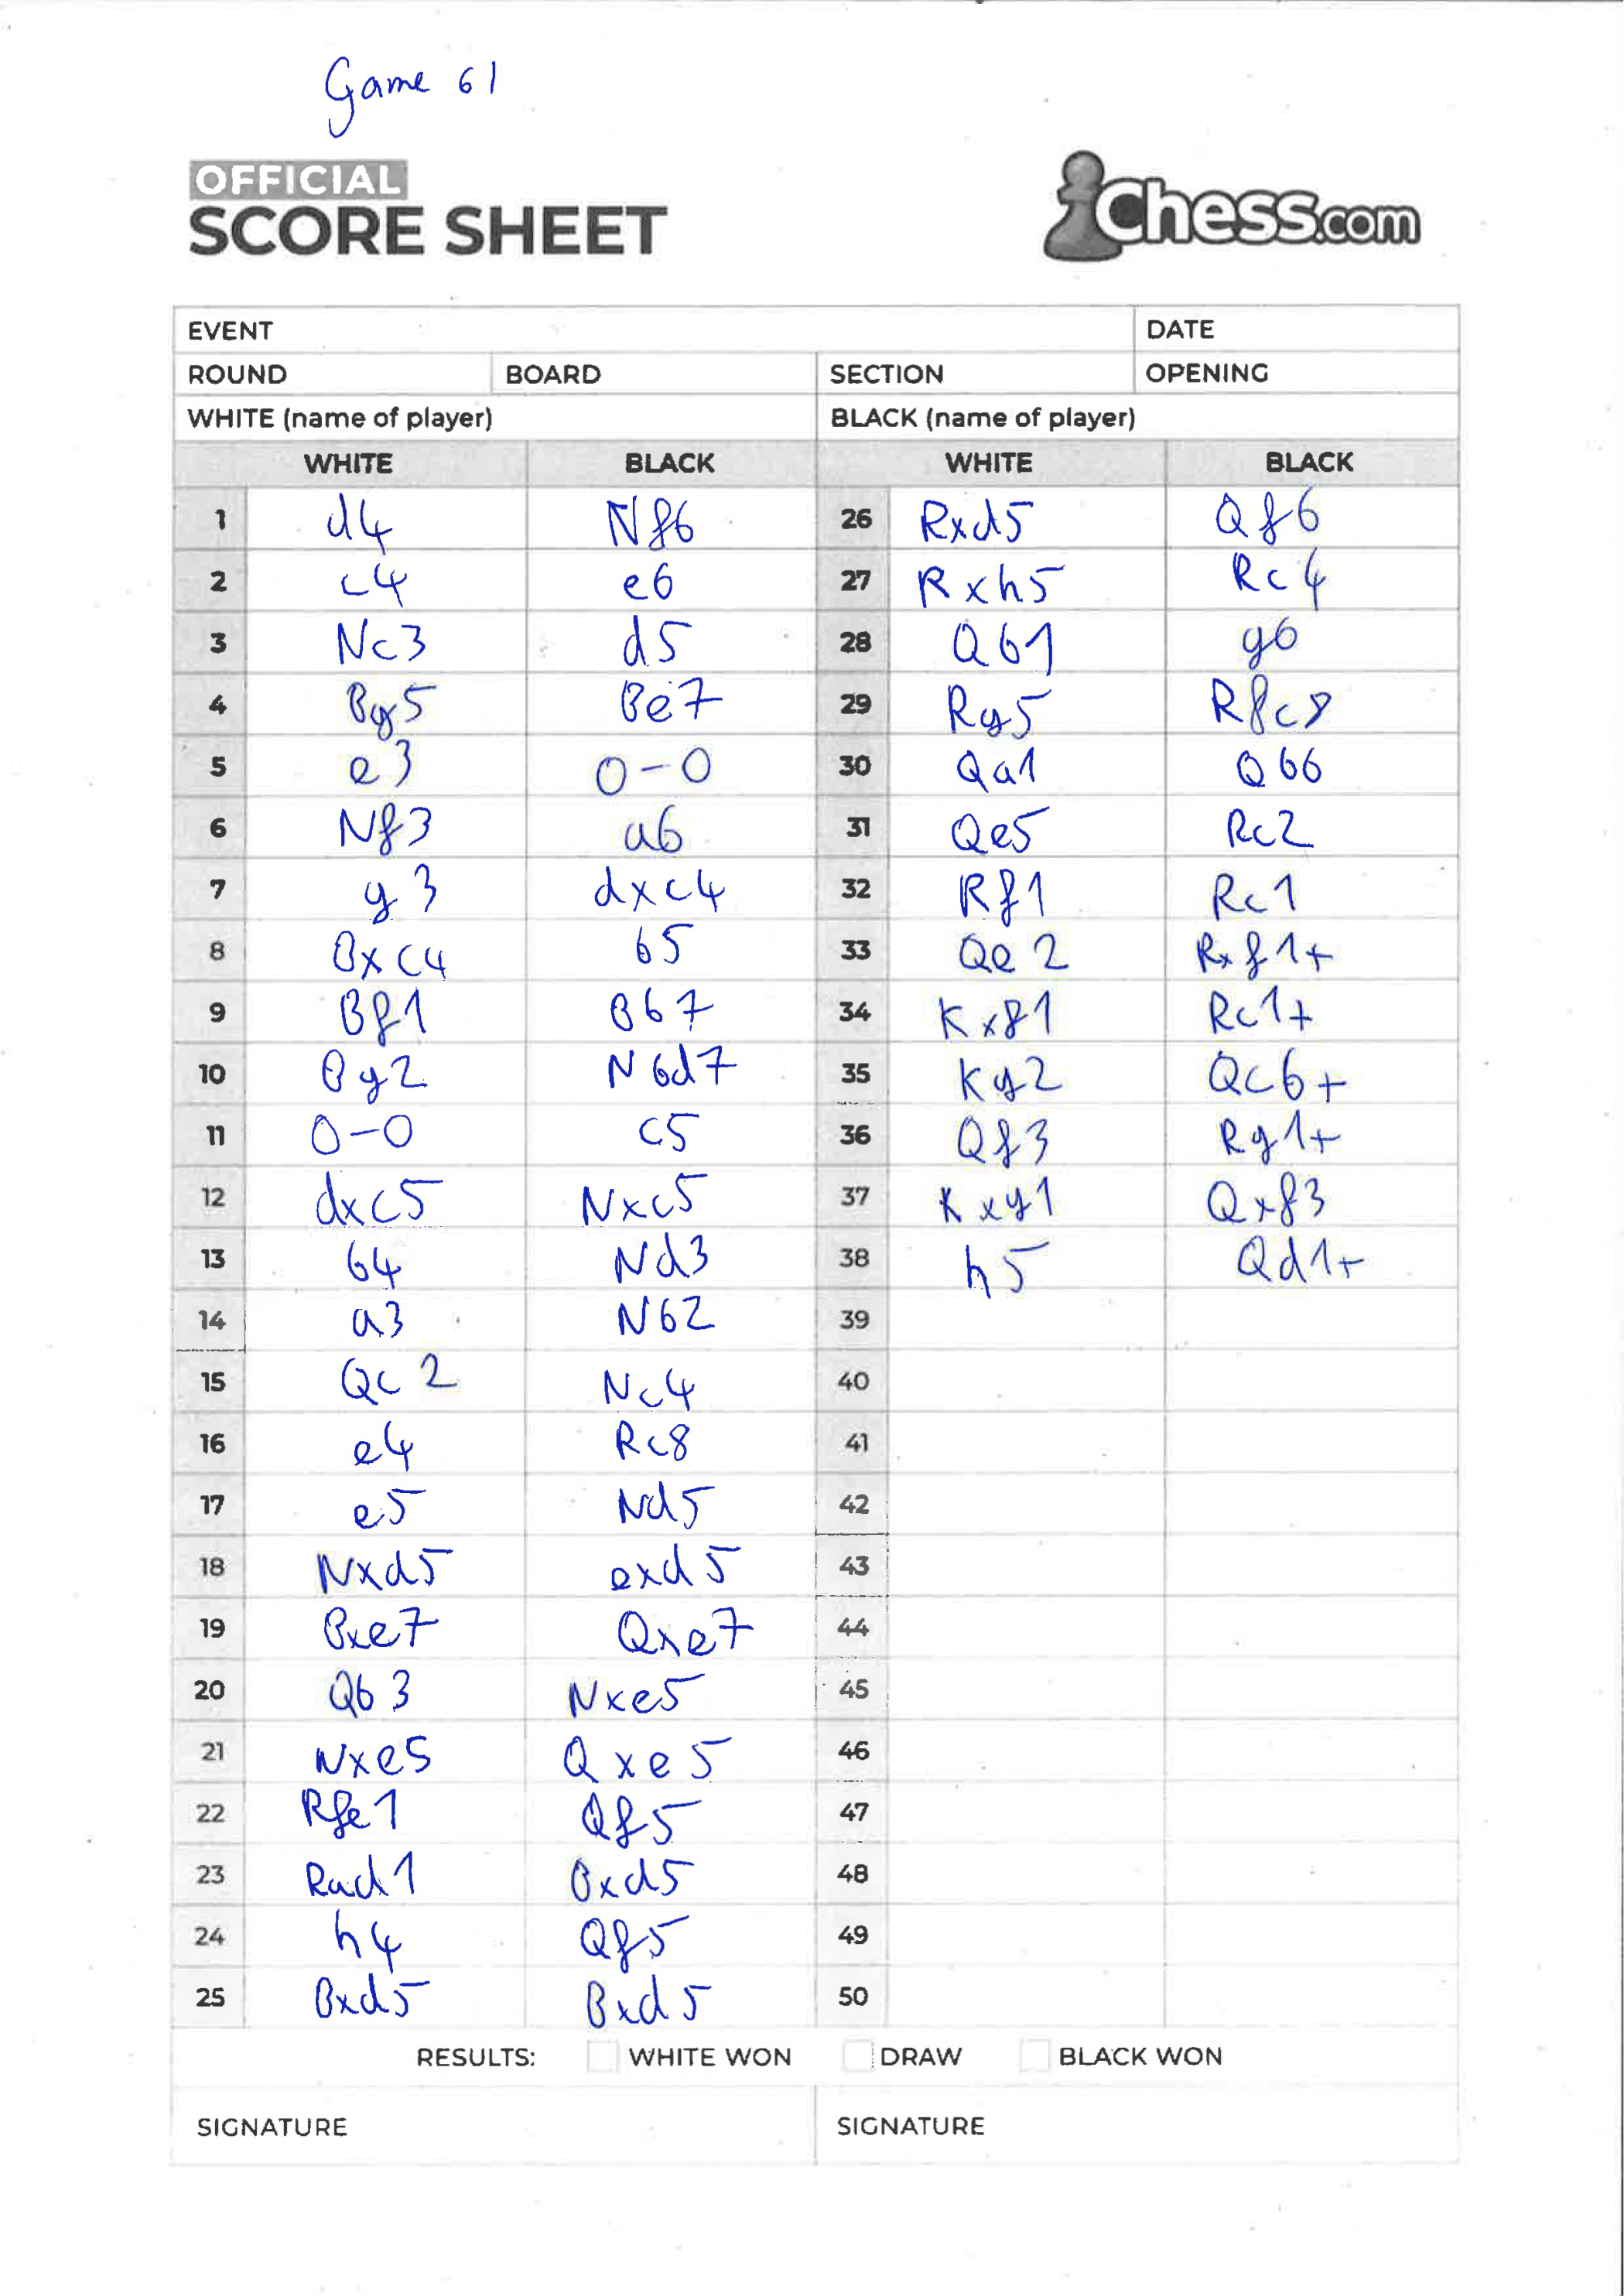 Game 61
OFFICIAL
SCORE SHEET
Chess.com
EVENT DATE
ROUND BOARD SECTION OPENING
WHITE (name of player) BLACK (name of player)
WHITE BLACK WHITE BLACK
1 d4 Nf6 26 Rxd5 Qf6
2 c4 e6 27 Rxh5 Rc4
3 Nc3 d5 28 Qb1 g6
4 Bg5 Be7 29 Rg5 Rfc8
5 e3 0-0 30 Qa1 Qb6
6 Nf3 a6 31 Qe5 Rc2
7 g3 dxc4 32 Rf1 Rc1
8 Bxc4 b5 33 Qe2 Rxf1+
9 Bf1 Bb7 34 Kxf1 Rc1+
10 Bg2 Nbd7 35 Kg2 Qc6+
11 0-0 c5 36 Qf3 Rg1+
12 dxc5 Nxc5 37 Kxg1 Qxf3
13 b4 Nd3 38 h5 Qd1+
14 a3 Nb2 39
15 Qc2 Nc4 40
16 e4 Rc8 41
17 e5 Nd5 42
18 Nxd5 exd5 43
19 Bxe7 Qxe7 44
20 Qb3 Nxe5 45
21 Nxe5 Qxe5 46
22 Rfe1 Qf5 47
23 Rad1 Bxd5 48
24 h4 Qf5 49
25 Bxd5 Bxd5 50
RESULTS: WHITE WON DRAW BLACK WON
SIGNATURE SIGNATURE